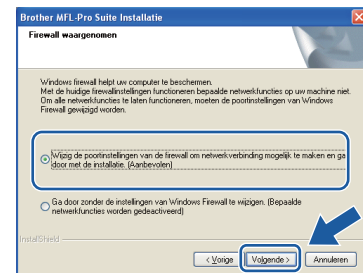 Brother MFL-Pro Suite Installatie
Firewall waargenomen
Windows firewall helpt uw computer te beschermen.
Met de huidige firewallinstellingen functioneren bepaalde netwerkfuncties op uw machine niet.
Om alle netwerkfuncties te laten functioneren, moeten de poortinstellingen van Windows
Firewall gewijzigd worden.
Wijzig de poortinstellingen van de firewall om netwerkverbinding mogelijk te maken en ga
door met de installatie. (Aanbevolen)
Ga door zonder de instellingen van Windows Firewall te wijzigen. (Bepaalde
netwerkfuncties worden gedeactiveerd)
InstallShield
< Vorige
Volgende >
Annuleren